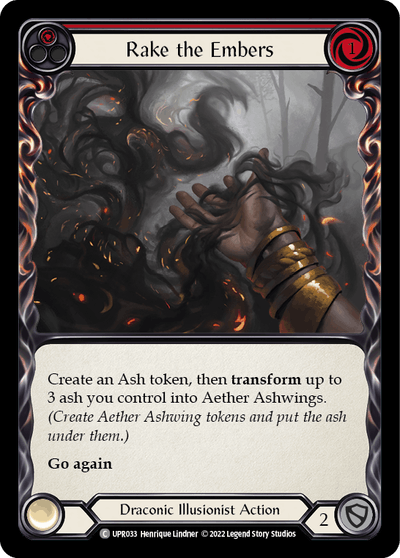 Rake the Embers
1
Create an Ash token, then transform up to
3 ash you control into Aether Ashwings.
(Create Aether Ashwing tokens and put the ash
under them.)
Go again
Draconic Illusionist Action
2
C UPR033 Henrique Lindner © 2022 Legend Story Studios